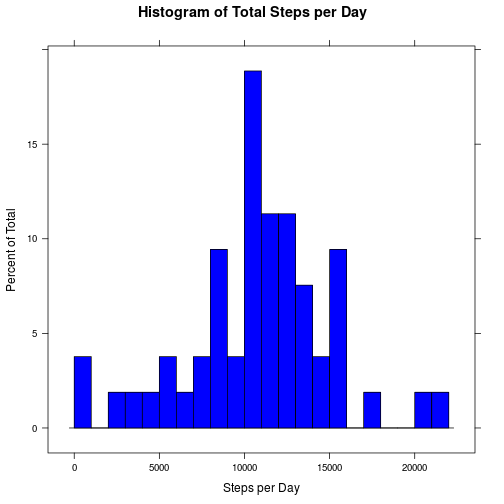 Histogram of Total Steps per Day
Percent of Total
15
10
5
0
0 5000 10000 15000 20000
Steps per Day